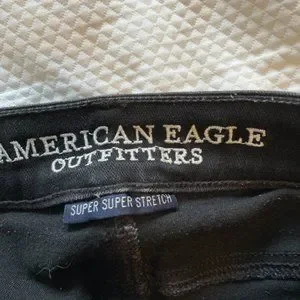 AMERICAN EAGLE
OUTFITTERS
SUPER SUPER STRETCH